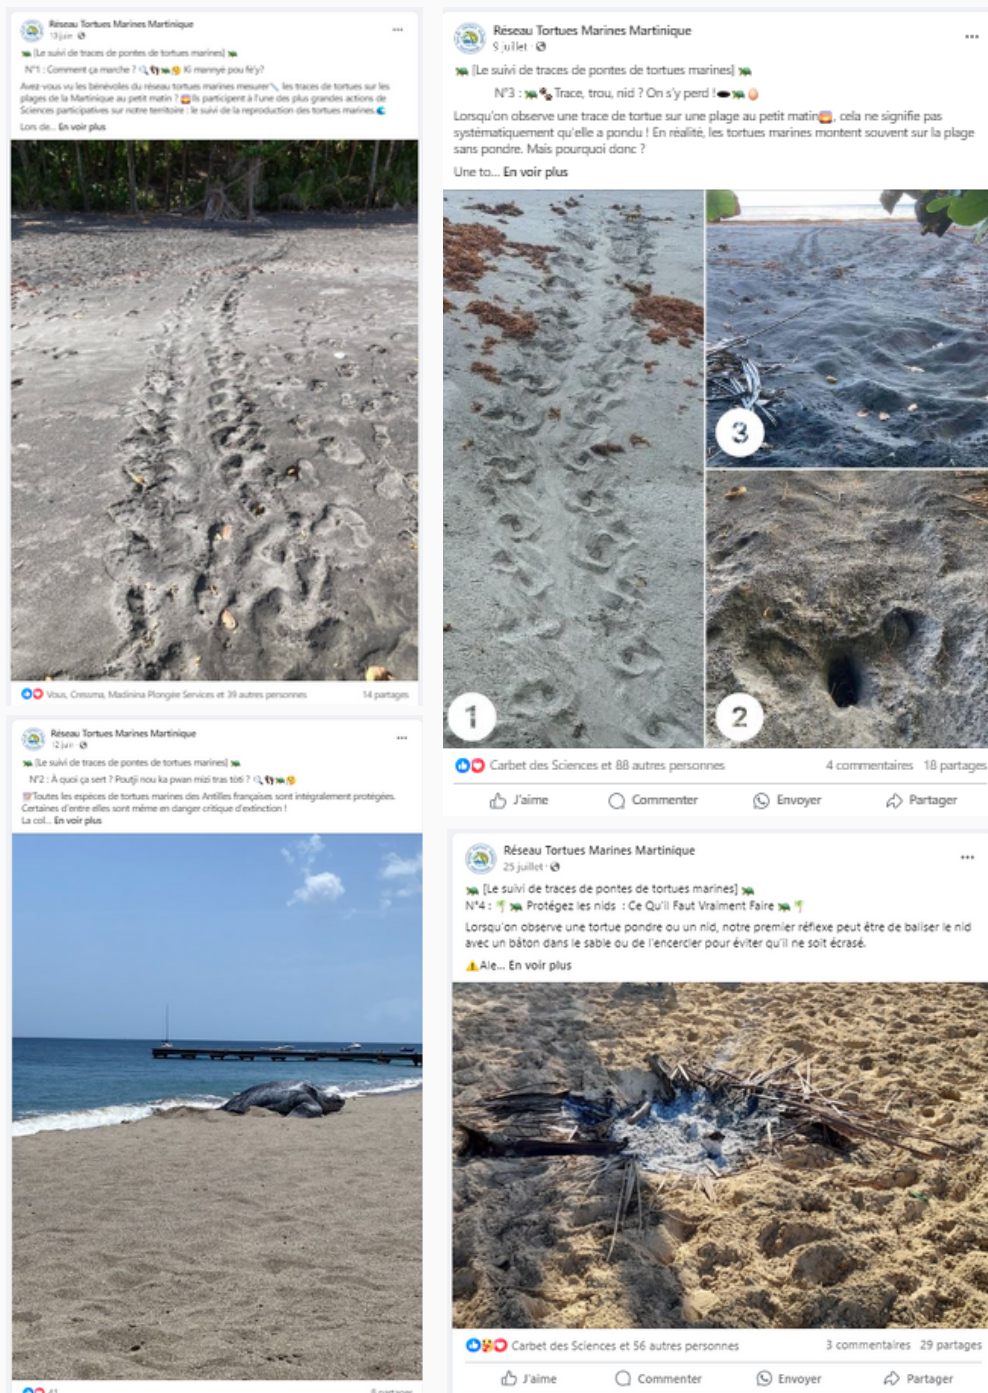 Réseau Tortues Marines Martinique
[Le suivi de traces de pontes de tortues marines]
N°1 : Comment ça marche ? Ki mannyè pou fè'y?
Avez-vous vu les bénévoles du réseau tortues marines mesurer, les traces de tortues sur les
plages de la Martinique au petit matin ? Ils participent à l'une des plus grandes actions de
Sciences participatives sur notre territoire : le suivi de la reproduction des tortues marines.
Lors de... En voir plus
Vous, Cressma, Madinina Plongée Services et 39 autres personnes
14 partages
Réseau Tortues Marines Martinique
12 juin
[Le suivi de traces de pontes de tortues marines]
N°2 : À quoi ça sert ? Poutji nou ka pwan mizi tras tòti ?
Toutes les espèces de tortues marines des Antilles françaises sont intégralement protégées.
Certaines d'entre elles sont même en danger critique d'extinction !
La col... En voir plus
41
partages
Réseau Tortues Marines Martinique
9 juillet
[Le suivi de traces de pontes de tortues marines]
N°3 : Trace, trou, nid ? On s'y perd !
Lorsqu'on observe une trace de tortue sur une plage au petit matin, cela ne signifie pas
systématiquement qu'elle a pondu ! En réalité, les tortues marines montent souvent sur la plage
sans pondre. Mais pourquoi donc ?
Une to... En voir plus
3
1
2
Carbet des Sciences et 88 autres personnes
4 commentaires 18 partages
J'aime
Commenter
Envoyer
Partager
Réseau Tortues Marines Martinique
25 juillet
[Le suivi de traces de pontes de tortues marines]
N°4 : Protégez les nids : Ce Qu'il Faut Vraiment Faire
Lorsqu'on observe une tortue pondre ou un nid, notre premier réflexe peut être de baliser le nid
avec un bâton dans le sable ou de l'encercler pour éviter qu'il ne soit écrasé.
Ale... En voir plus
Carbet des Sciences et 56 autres personnes
3 commentaires 29 partages
J'aime
Commenter
Envoyer
Partager